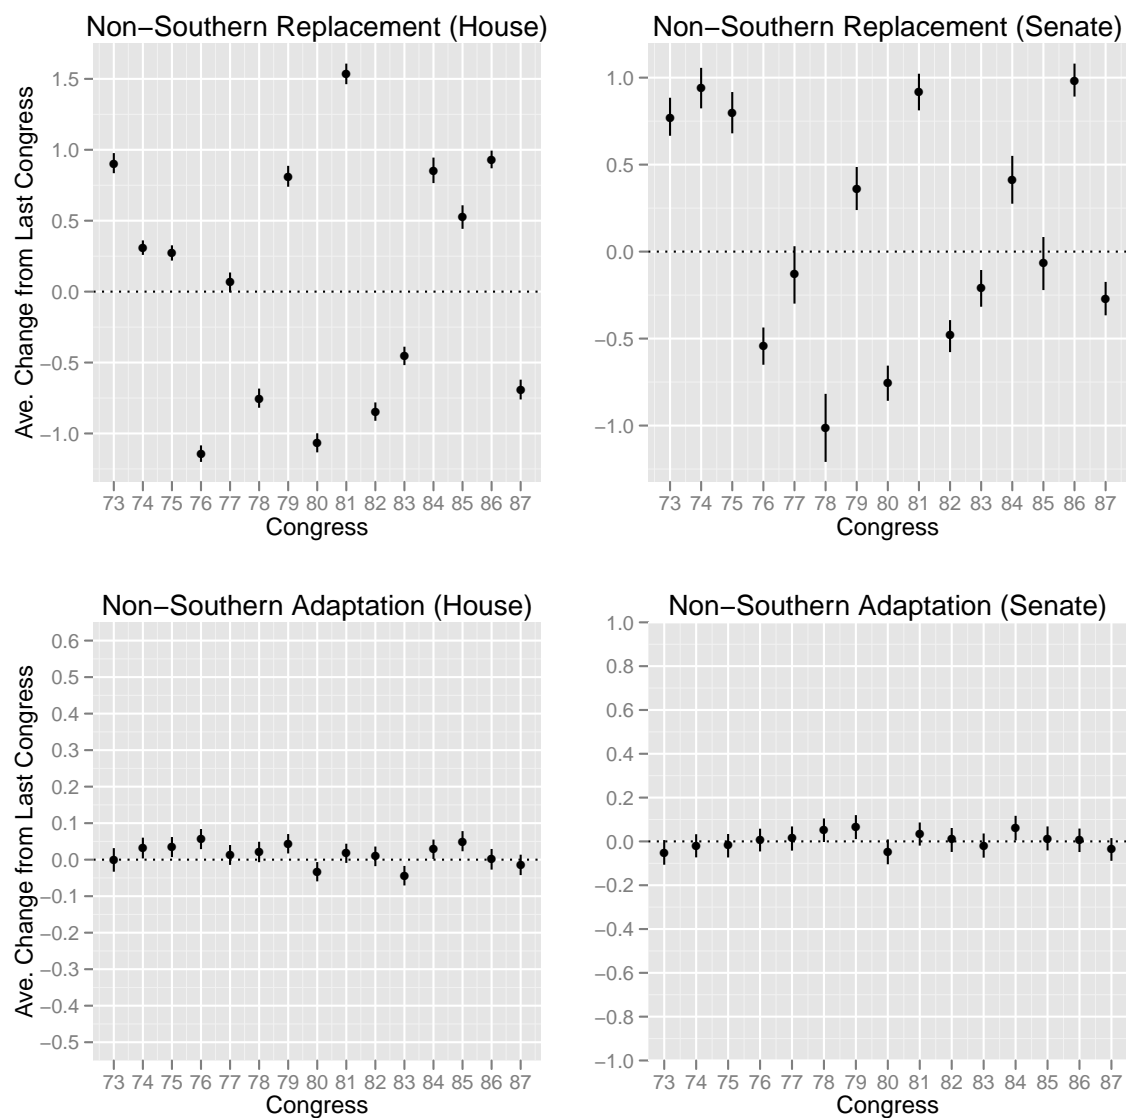 Non−Southern Replacement (House)
Ave. Change from Last Congress
1.5
1.0
0.5
0.0
−0.5
−1.0
73 74 75 76 77 78 79 80 81 82 83 84 85 86 87
Congress
Non−Southern Replacement (Senate)
1.0
0.5
0.0
−0.5
−1.0
73 74 75 76 77 78 79 80 81 82 83 84 85 86 87
Congress
Non−Southern Adaptation (House)
Ave. Change from Last Congress
0.6
0.5
0.4
0.3
0.2
0.1
0.0
−0.1
−0.2
−0.3
−0.4
−0.5
73 74 75 76 77 78 79 80 81 82 83 84 85 86 87
Congress
Non−Southern Adaptation (Senate)
1.0
0.8
0.6
0.4
0.2
0.0
−0.2
−0.4
−0.6
−0.8
−1.0
73 74 75 76 77 78 79 80 81 82 83 84 85 86 87
Congress